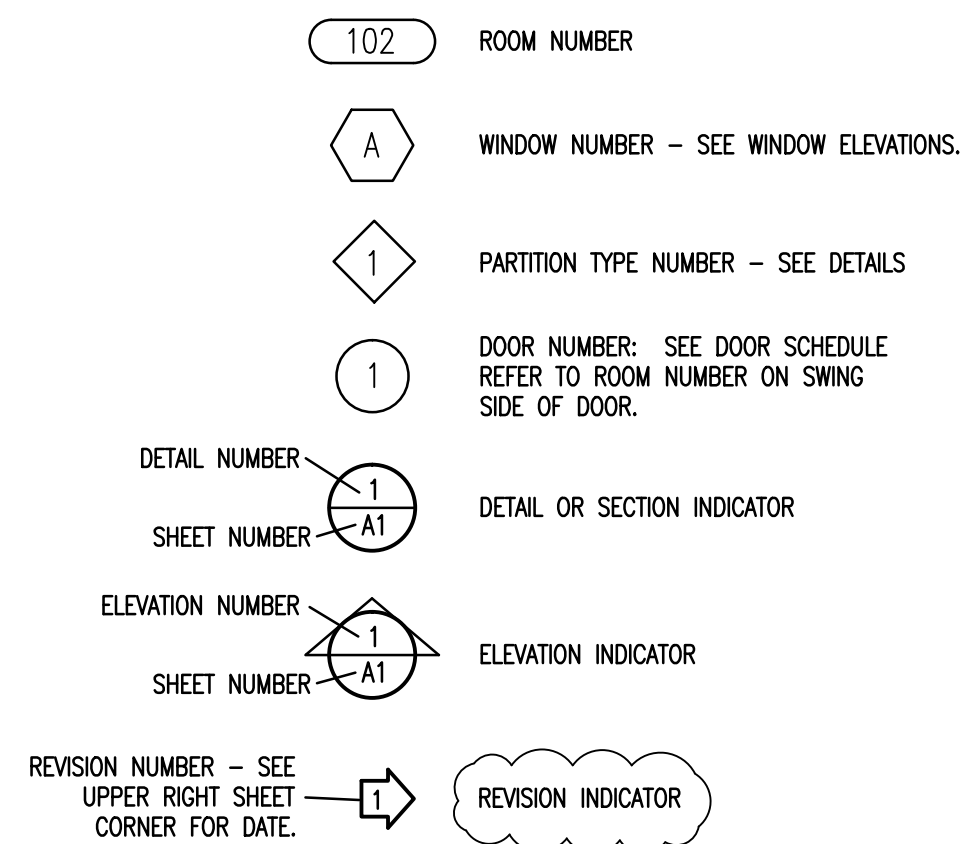 102 ROOM NUMBER
A WINDOW NUMBER – SEE WINDOW ELEVATIONS.
1 PARTITION TYPE NUMBER – SEE DETAILS
1
DOOR NUMBER: SEE DOOR SCHEDULE
REFER TO ROOM NUMBER ON SWING
SIDE OF DOOR.
DETAIL NUMBER
SHEET NUMBER
1
A1
DETAIL OR SECTION INDICATOR
ELEVATION NUMBER
SHEET NUMBER
1
A1
ELEVATION INDICATOR
REVISION NUMBER – SEE
UPPER RIGHT SHEET
CORNER FOR DATE.
1
REVISION INDICATOR